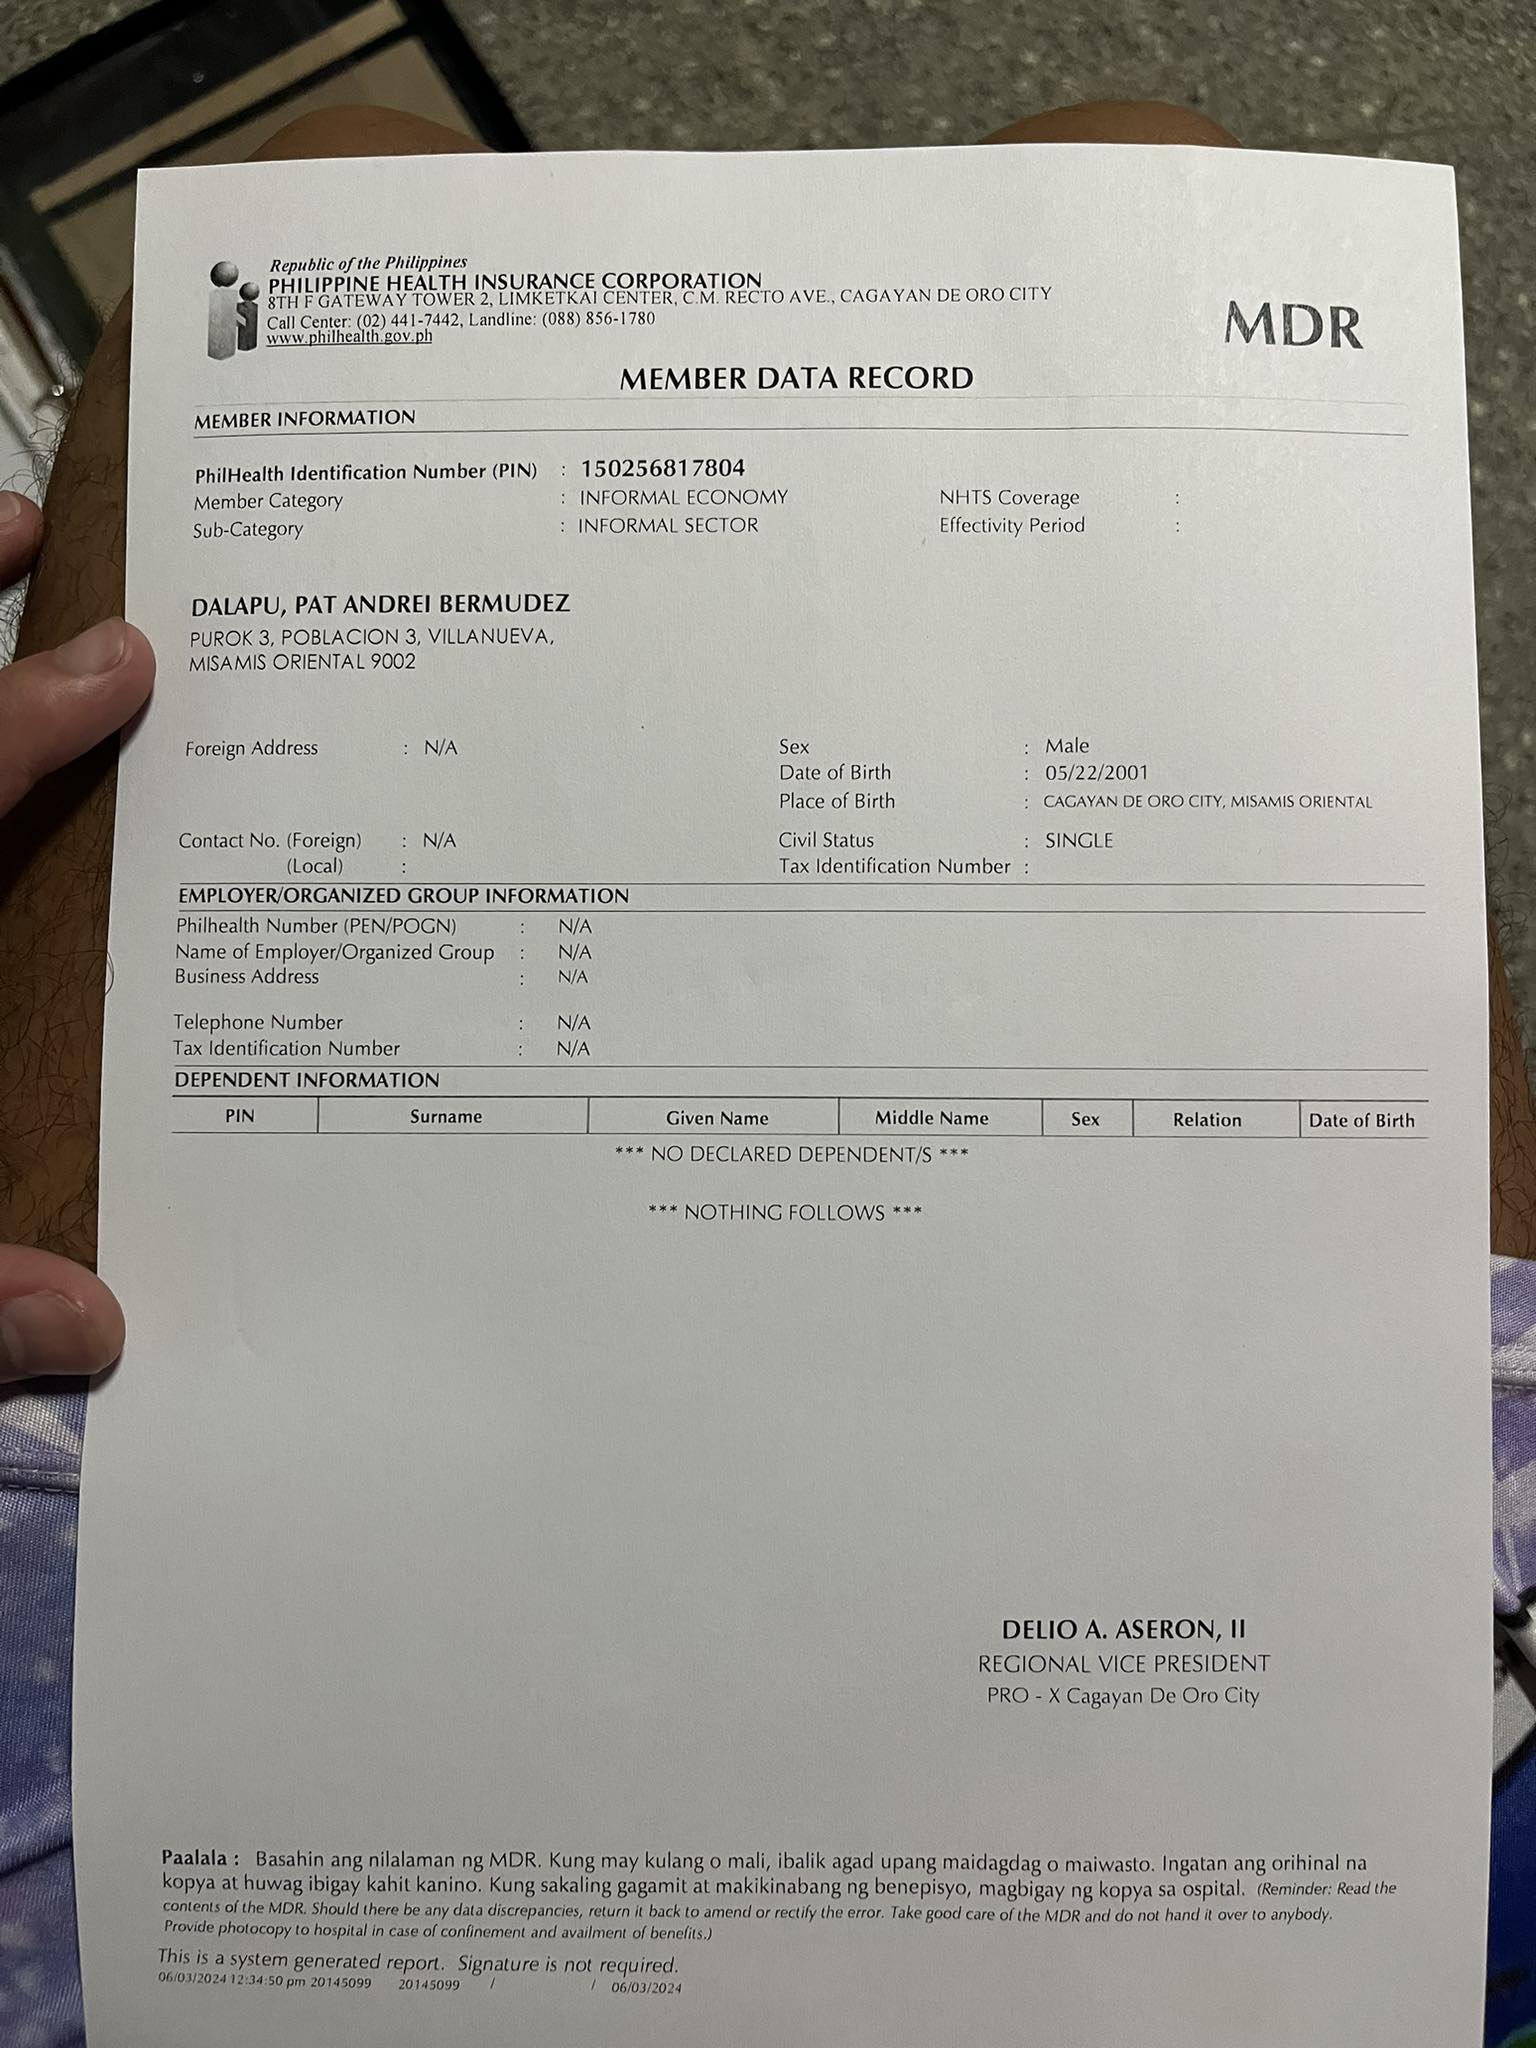 Republic of the Philippines
PHILIPPINE HEALTH INSURANCE CORPORATION
8TH F GATEWAY TOWER 2, LIMKETKAI CENTER, C.M. RECTO AVE., CAGAYAN DE ORO CITY
Call Center: (02) 441-7442, Landline: (088) 856-1780
www.philhealth.gov.ph
MDR
MEMBER DATA RECORD
MEMBER INFORMATION
PhilHealth Identification Number (PIN) : 150256817804
Member Category : INFORMAL ECONOMY NHTS Coverage :
Sub-Category : INFORMAL SECTOR Effectivity Period :
DALAPU, PAT ANDREI BERMUDEZ
PUROK 3, POBLACION 3, VILLANUEVA,
MISAMIS ORIENTAL 9002
Foreign Address : N/A Sex : Male
Date of Birth : 05/22/2001
Place of Birth : CAGAYAN DE ORO CITY, MISAMIS ORIENTAL
Contact No. (Foreign) : N/A Civil Status : SINGLE
(Local) : Tax Identification Number :
EMPLOYER/ORGANIZED GROUP INFORMATION
Philhealth Number (PEN/POGN) : N/A
Name of Employer/Organized Group : N/A
Business Address : N/A
Telephone Number : N/A
Tax Identification Number : N/A
DEPENDENT INFORMATION
PIN Surname Given Name Middle Name Sex Relation Date of Birth
*** NO DECLARED DEPENDENT/S ***
*** NOTHING FOLLOWS ***
DELIO A. ASERON, II
REGIONAL VICE PRESIDENT
PRO - X Cagayan De Oro City
Paalala : Basahin ang nilalaman ng MDR. Kung may kulang o mali, ibalik agad upang maidagdag o maiwasto. Ingatan ang orihinal na
kopya at huwag ibigay kahit kanino. Kung sakaling gagamit at makikinabang ng benepisyo, magbigay ng kopya sa ospital. (Reminder: Read the
contents of the MDR. Should there be any data discrepancies, return it back to amend or rectify the error. Take good care of the MDR and do not hand it over to anybody.
Provide photocopy to hospital in case of confinement and availment of benefits.)
This is a system generated report. Signature is not required.
06/03/2024 12:34:50 pm 20145099 20145099 / / 06/03/2024